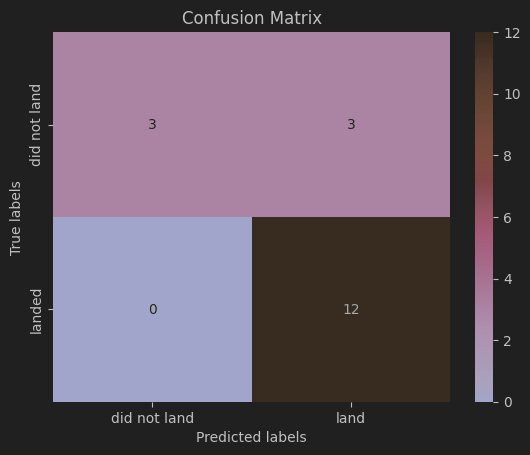 Confusion Matrix
True labels
did not land
landed
3
3
0
12
did not land
land
Predicted labels
12
10
8
6
4
2
0